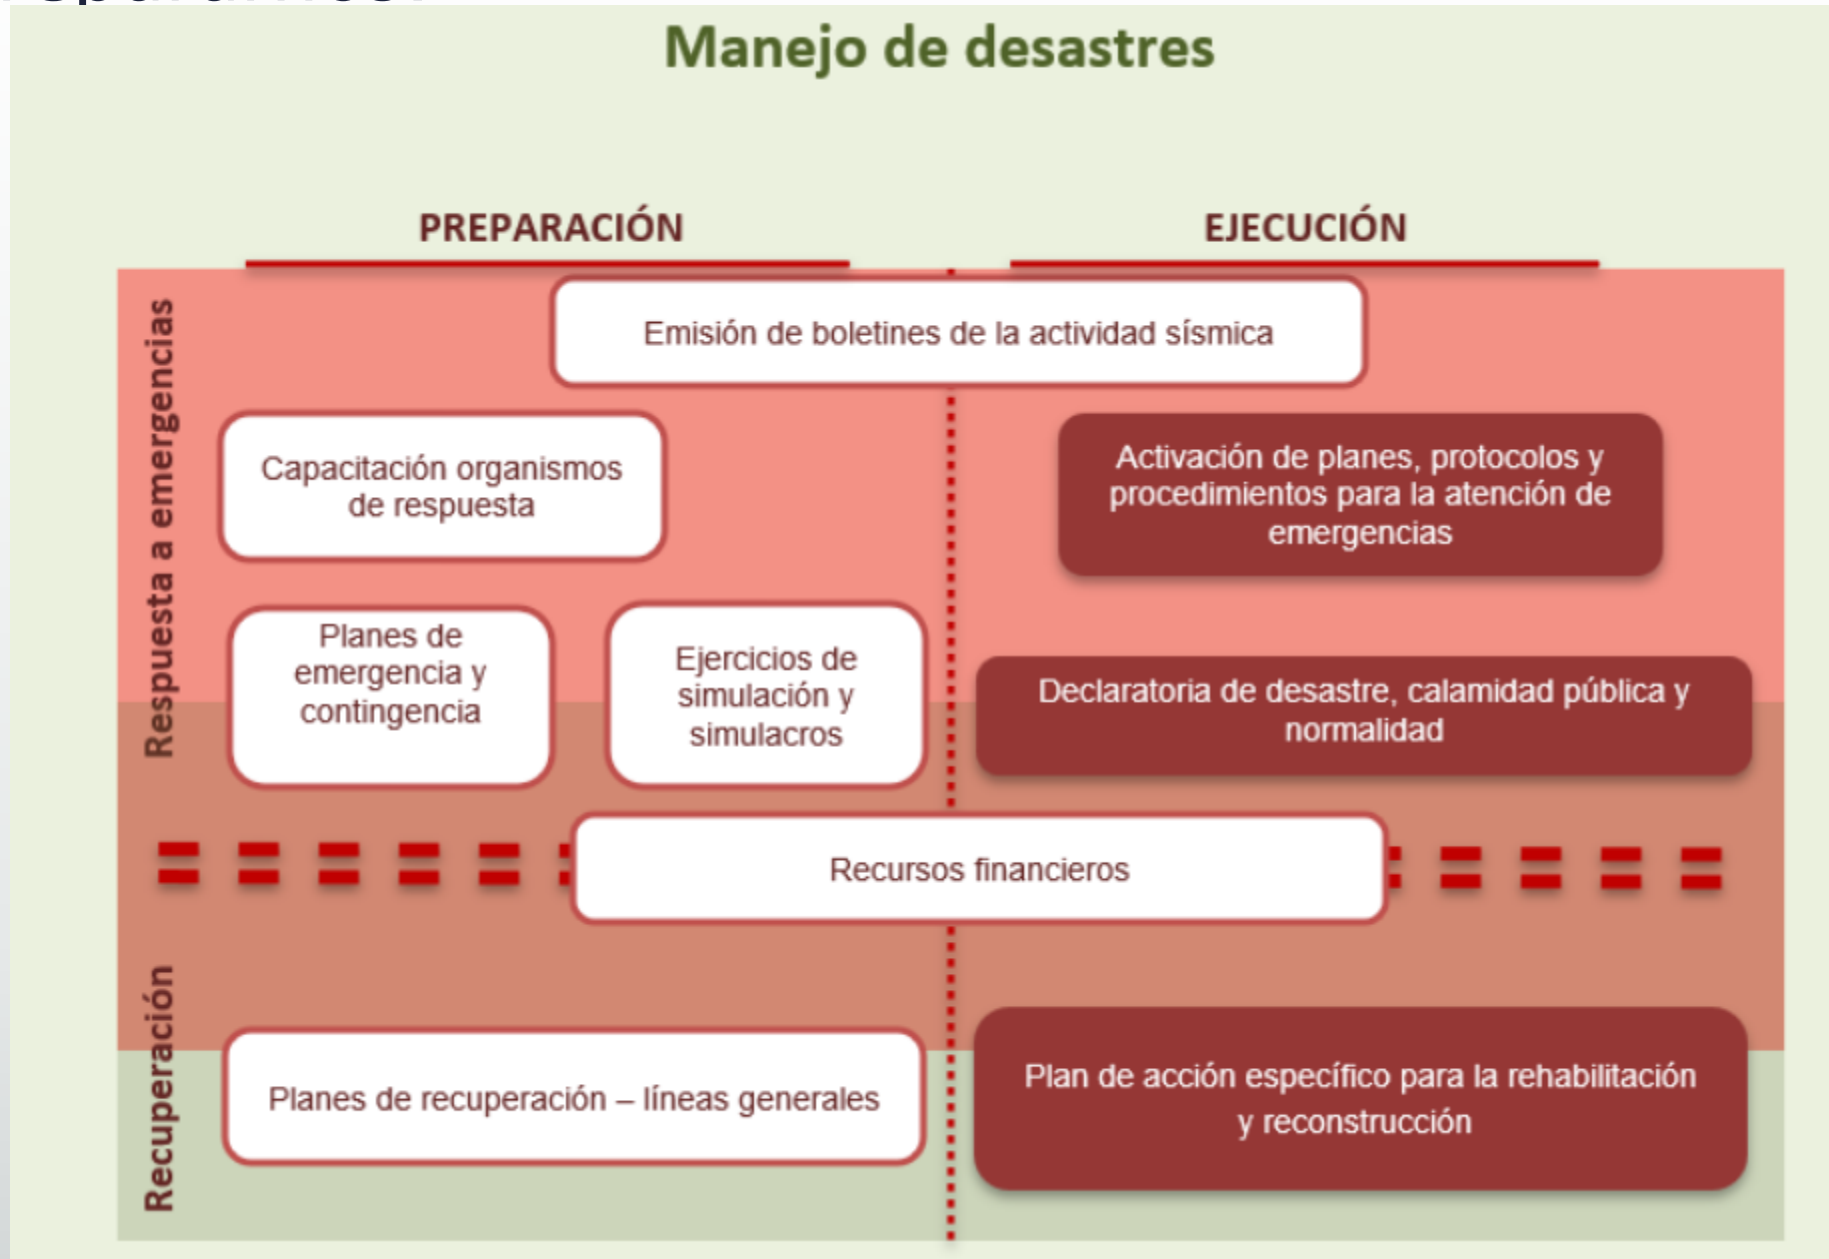 Manejo de desastres
PREPARACIÓN
EJECUCIÓN
Respuesta a emergencias
Emisión de boletines de la actividad sísmica
Capacitación organismos
de respuesta
Activación de planes, protocolos y
procedimientos para la atención de
emergencias
Planes de
emergencia y
contingencia
Ejercicios de
simulación y
simulacros
Declaratoria de desastre, calamidad pública y
normalidad
Recursos financieros
Recuperación
Planes de recuperación – líneas generales
Plan de acción específico para la rehabilitación
y reconstrucción